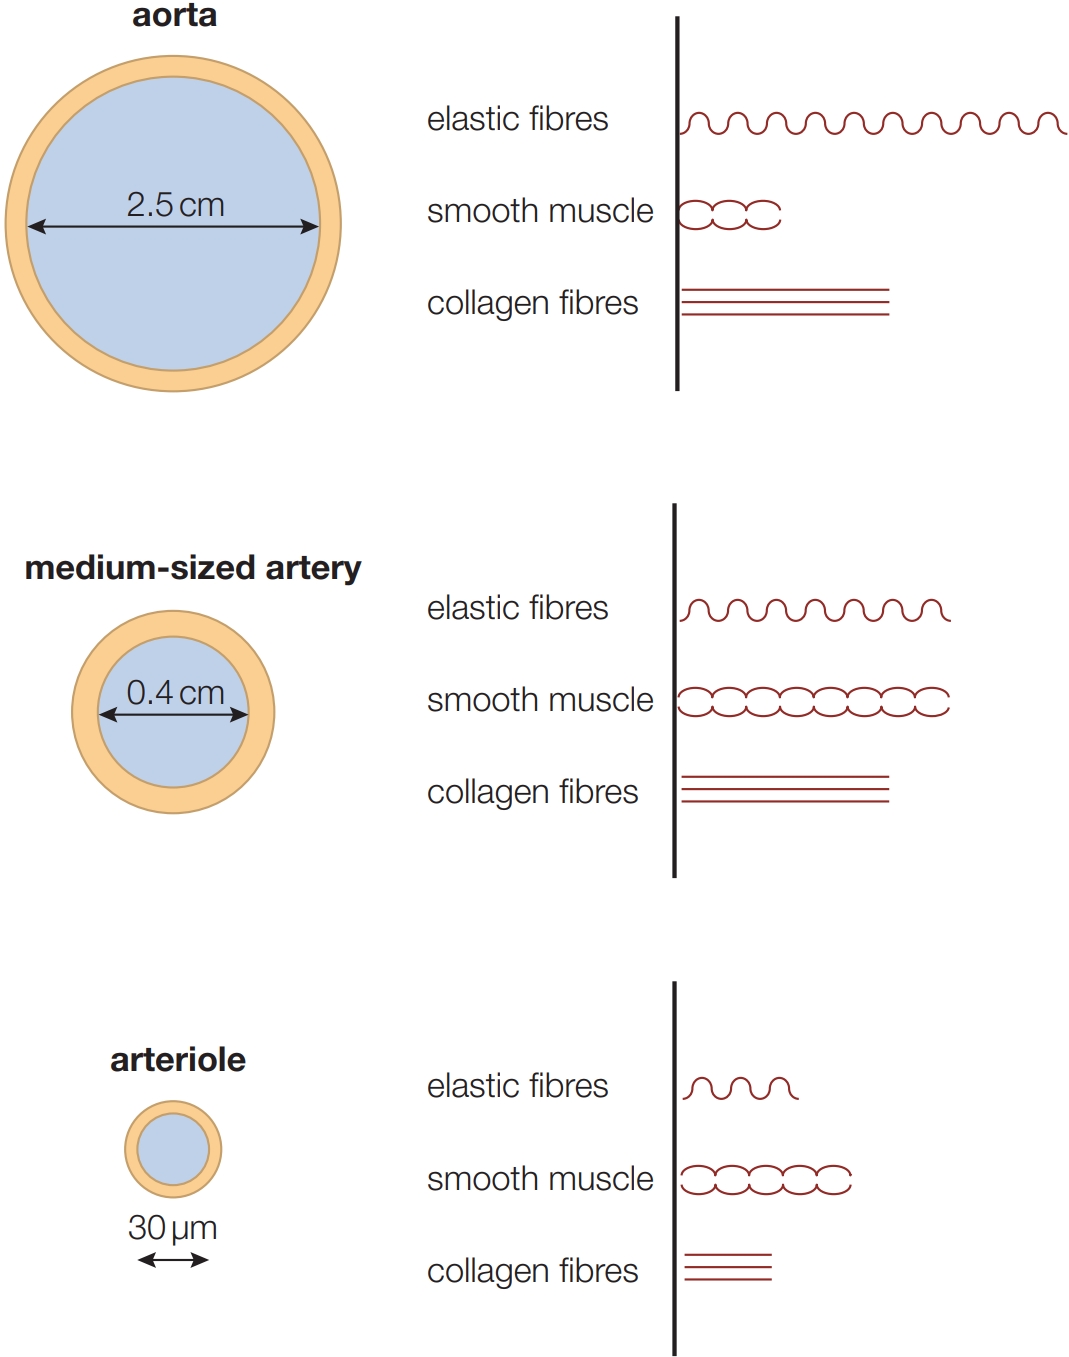 aorta
2.5 cm
elastic fibres
smooth muscle
collagen fibres
medium-sized artery
0.4 cm
elastic fibres
smooth muscle
collagen fibres
arteriole
30 µm
elastic fibres
smooth muscle
collagen fibres